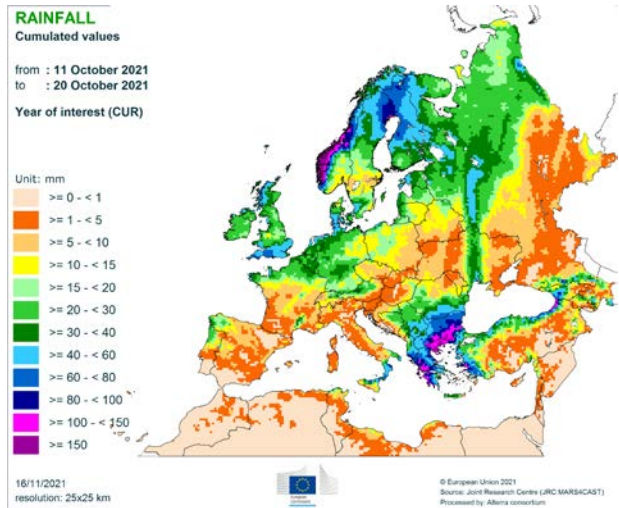 RAINFALL
Cumulated values
from : 11 October 2021
to : 20 October 2021
Year of interest (CUR)
Unit: mm
>= 0 - < 1
>= 1 - < 5
>= 5 - < 10
>= 10 - < 15
>= 15 - < 20
>= 20 - < 30
>= 30 - < 40
>= 40 - < 60
>= 60 - < 80
>= 80 - < 100
>= 100 - < 150
>= 150
16/11/2021
resolution: 25x25 km
European
Commission
© European Union 2021
Source: Joint Research Centre (JRC MARS4CAST)
Processed by: Alterra consortium